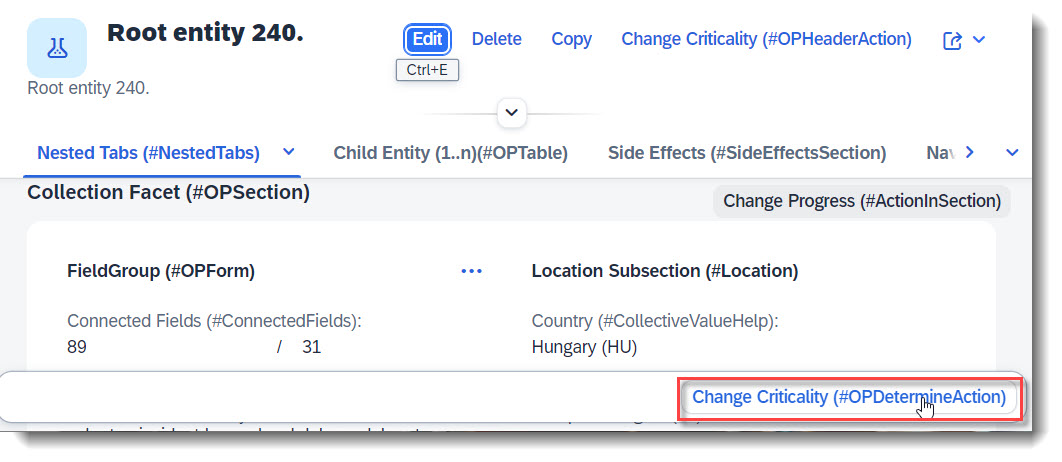 Root entity 240.
Edit Delete Copy Change Criticality (#OPHeaderAction)
Ctrl+E
Root entity 240.
Nested Tabs (#NestedTabs) Child Entity (1..n)(#OPTable) Side Effects (#SideEffectsSection)
Collection Facet (#OPSection) Change Progress (#ActionInSection)
FieldGroup (#OPForm) ... Location Subsection (#Location)
Connected Fields (#ConnectedFields): Country (#CollectiveValueHelp):
89 / 31 Hungary (HU)
Change Criticality (#OPDetermineAction)